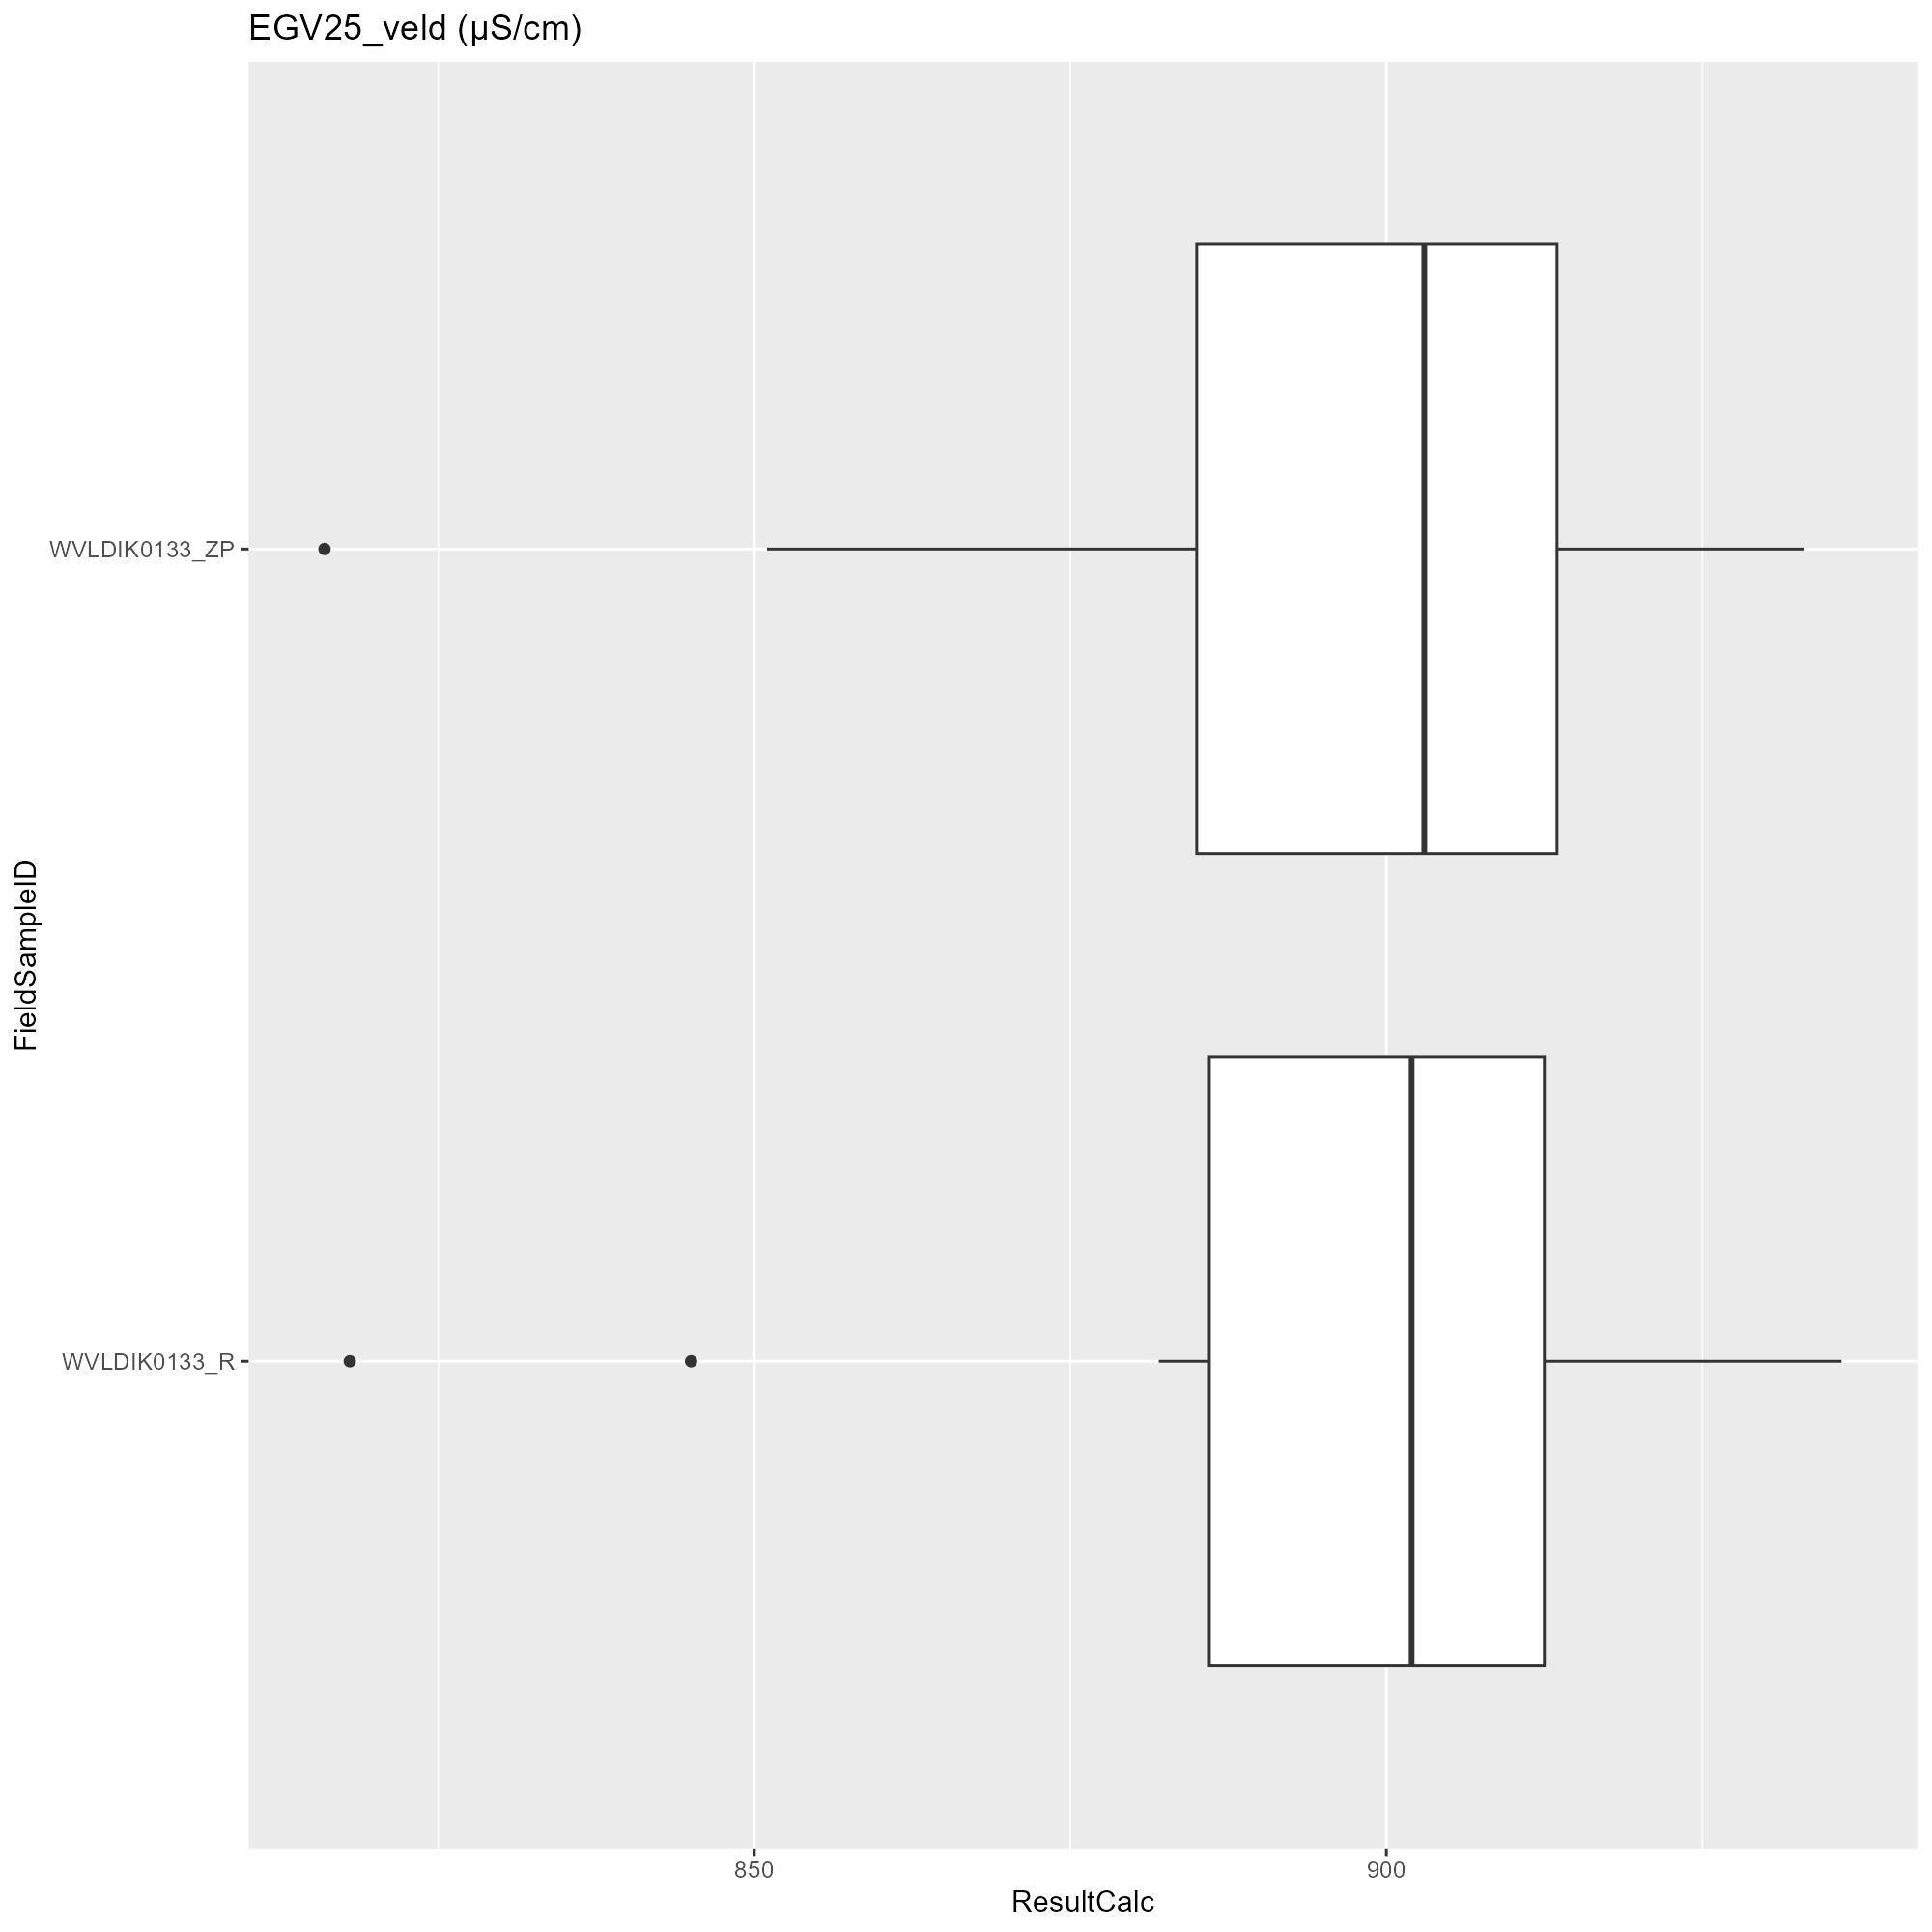 EGV25_veld (µS/cm)
WVLDIK0133_ZP
FieldSampleID
WVLDIK0133_R
850
900
ResultCalc